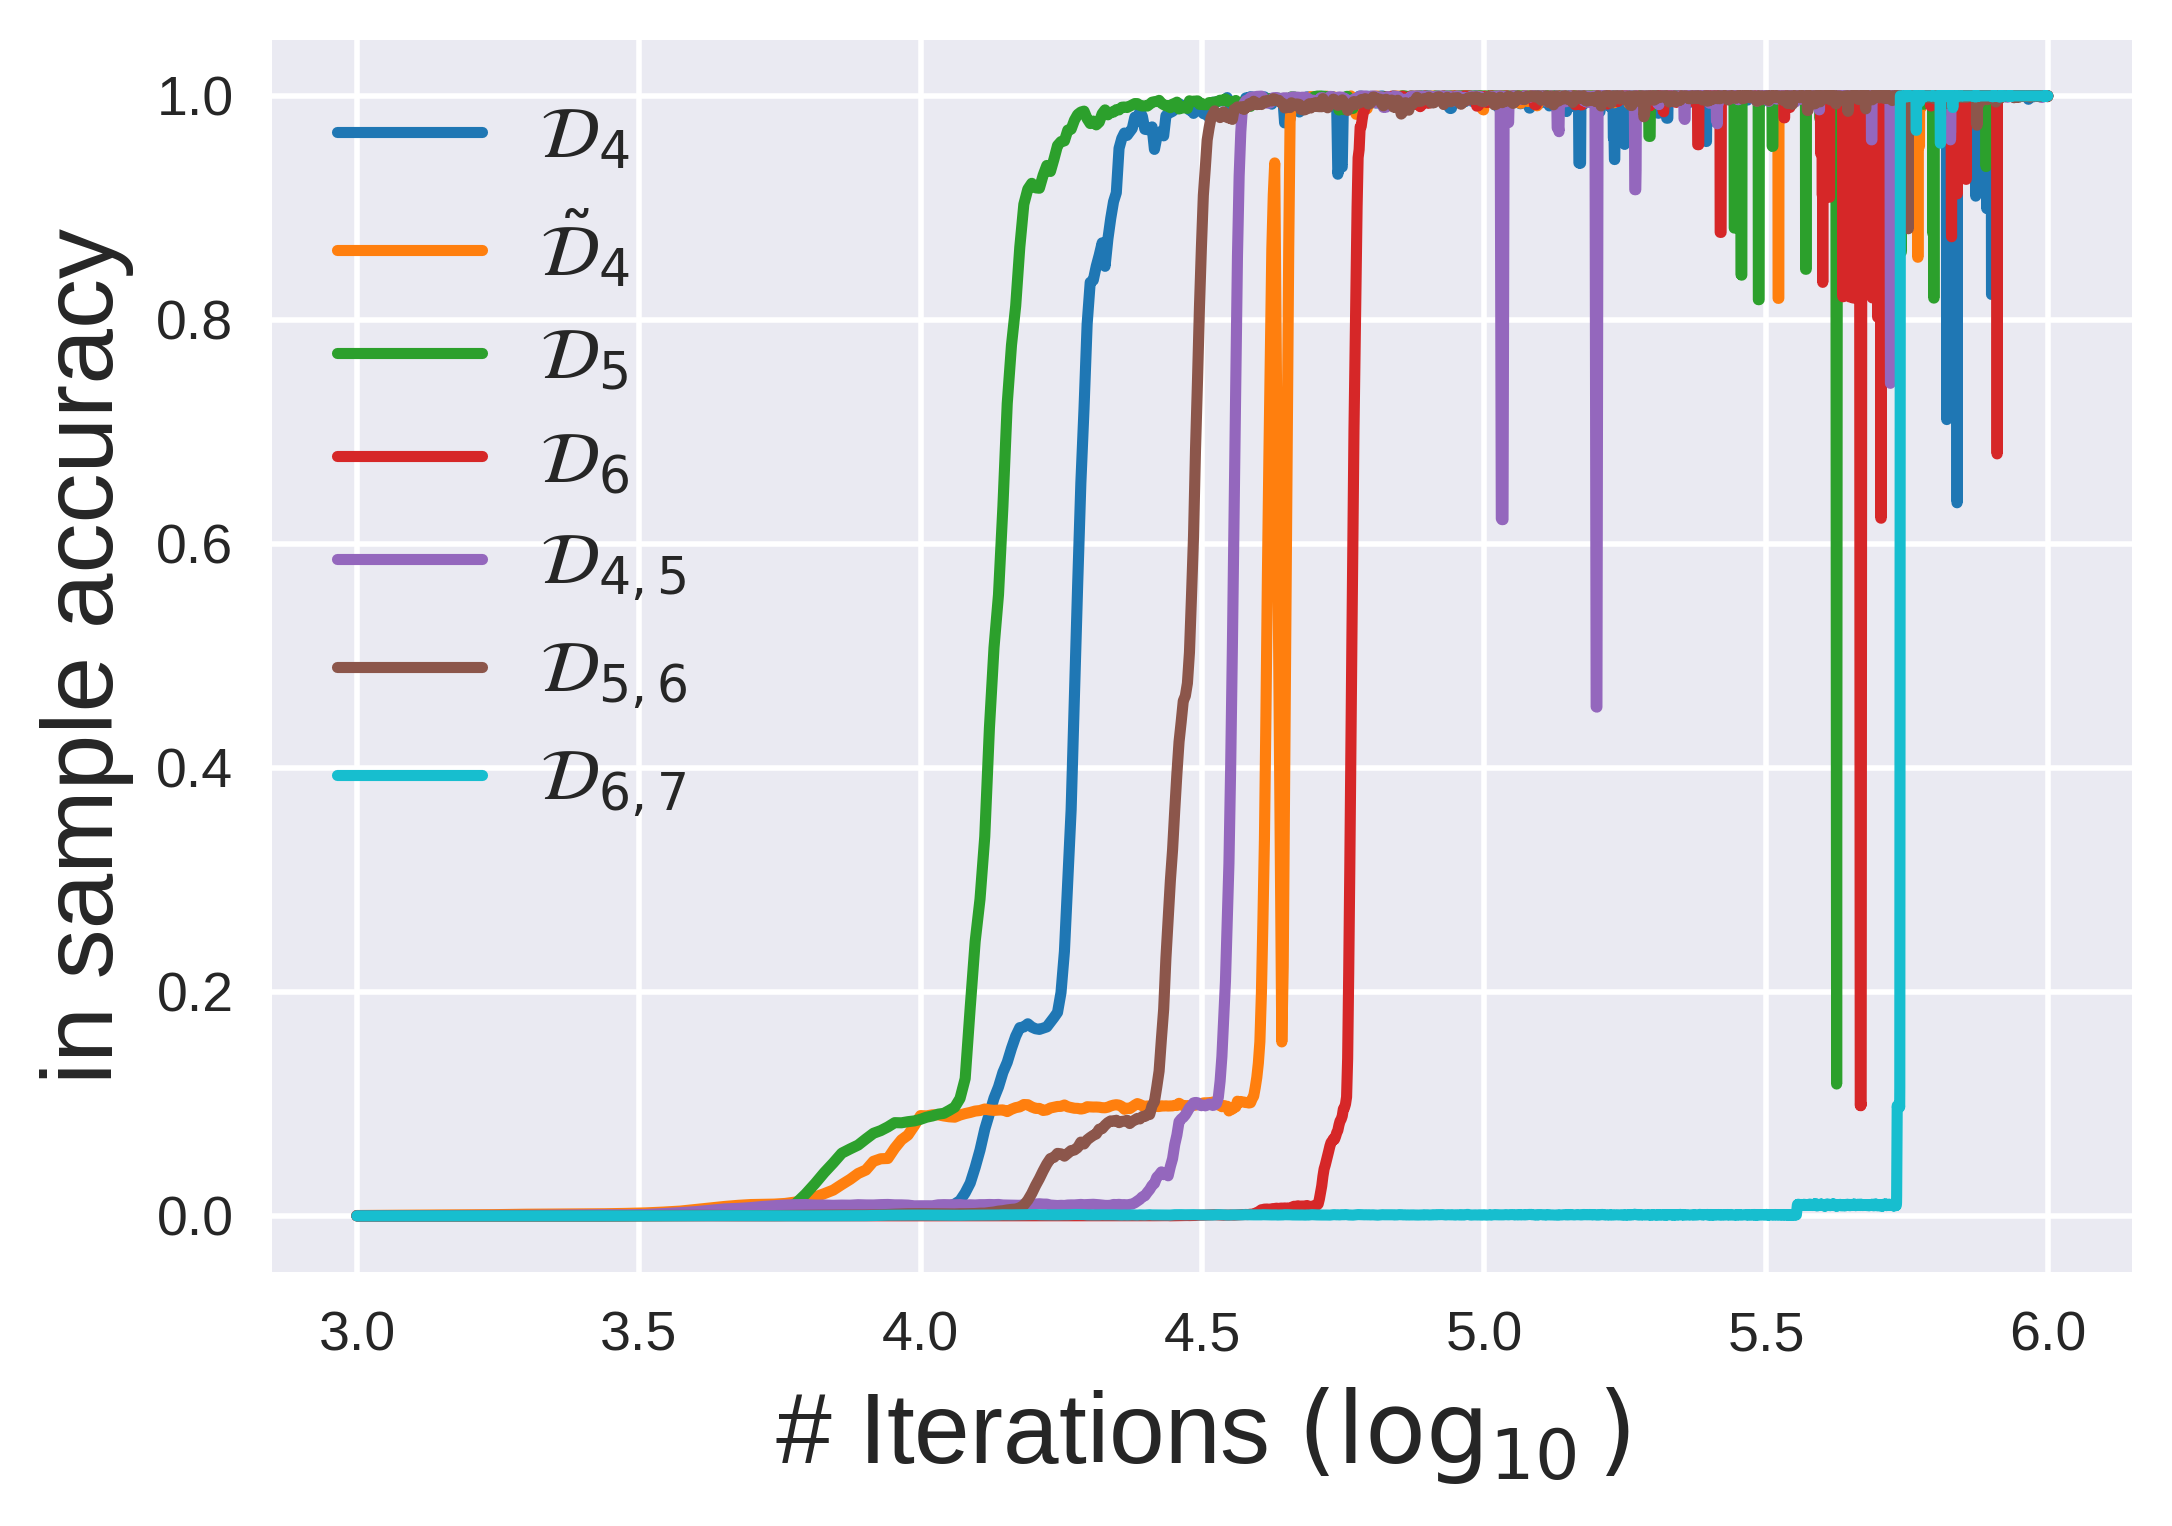 1.0
0.8
0.6
0.4
0.2
0.0
in sample accuracy
𝒟₄
𝒟̃₄
𝒟₅
𝒟₆
𝒟₄,₅
𝒟₅,₆
𝒟₆,₇
3.0 3.5 4.0 4.5 5.0 5.5 6.0
# Iterations (log₁₀ )